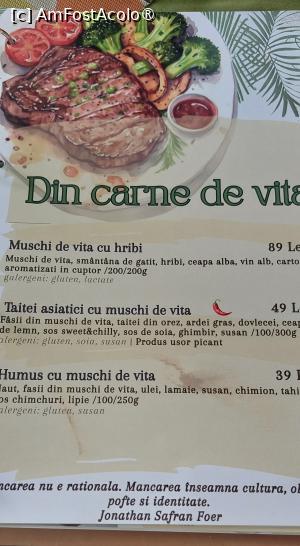 [c] AmFostAcolo®
Din carne de vita
Muschi de vita cu hribi 89 Le
Muschi de vita, smântâna de gatit, hribi, ceapa alba, vin alb, carto
aromatizati in cuptor /200/200g
galergeni: gluten, lactate
Taitei asiatici cu muschi de vita 49 L
Fâsii din muschi de vita, taitei din orez, ardei gras, dovlecei, ceap
de lemn, sos sweet&chilly, sos de soia, ghimbir, susan /100/300g
alergeni: gluten, soia, susan | Produs usor picant
Humus cu muschi de vita 39
Naut, fasii din muschi de vita, ulei, lamaie, susan, chimion, tahi
os chimchuri, lipie /100/250g
alergeni: gluten, susan
ncarea nu e rationala. Mancarea înseamna cultura, ob
pofte si identitate.
Jonathan Safran Foer